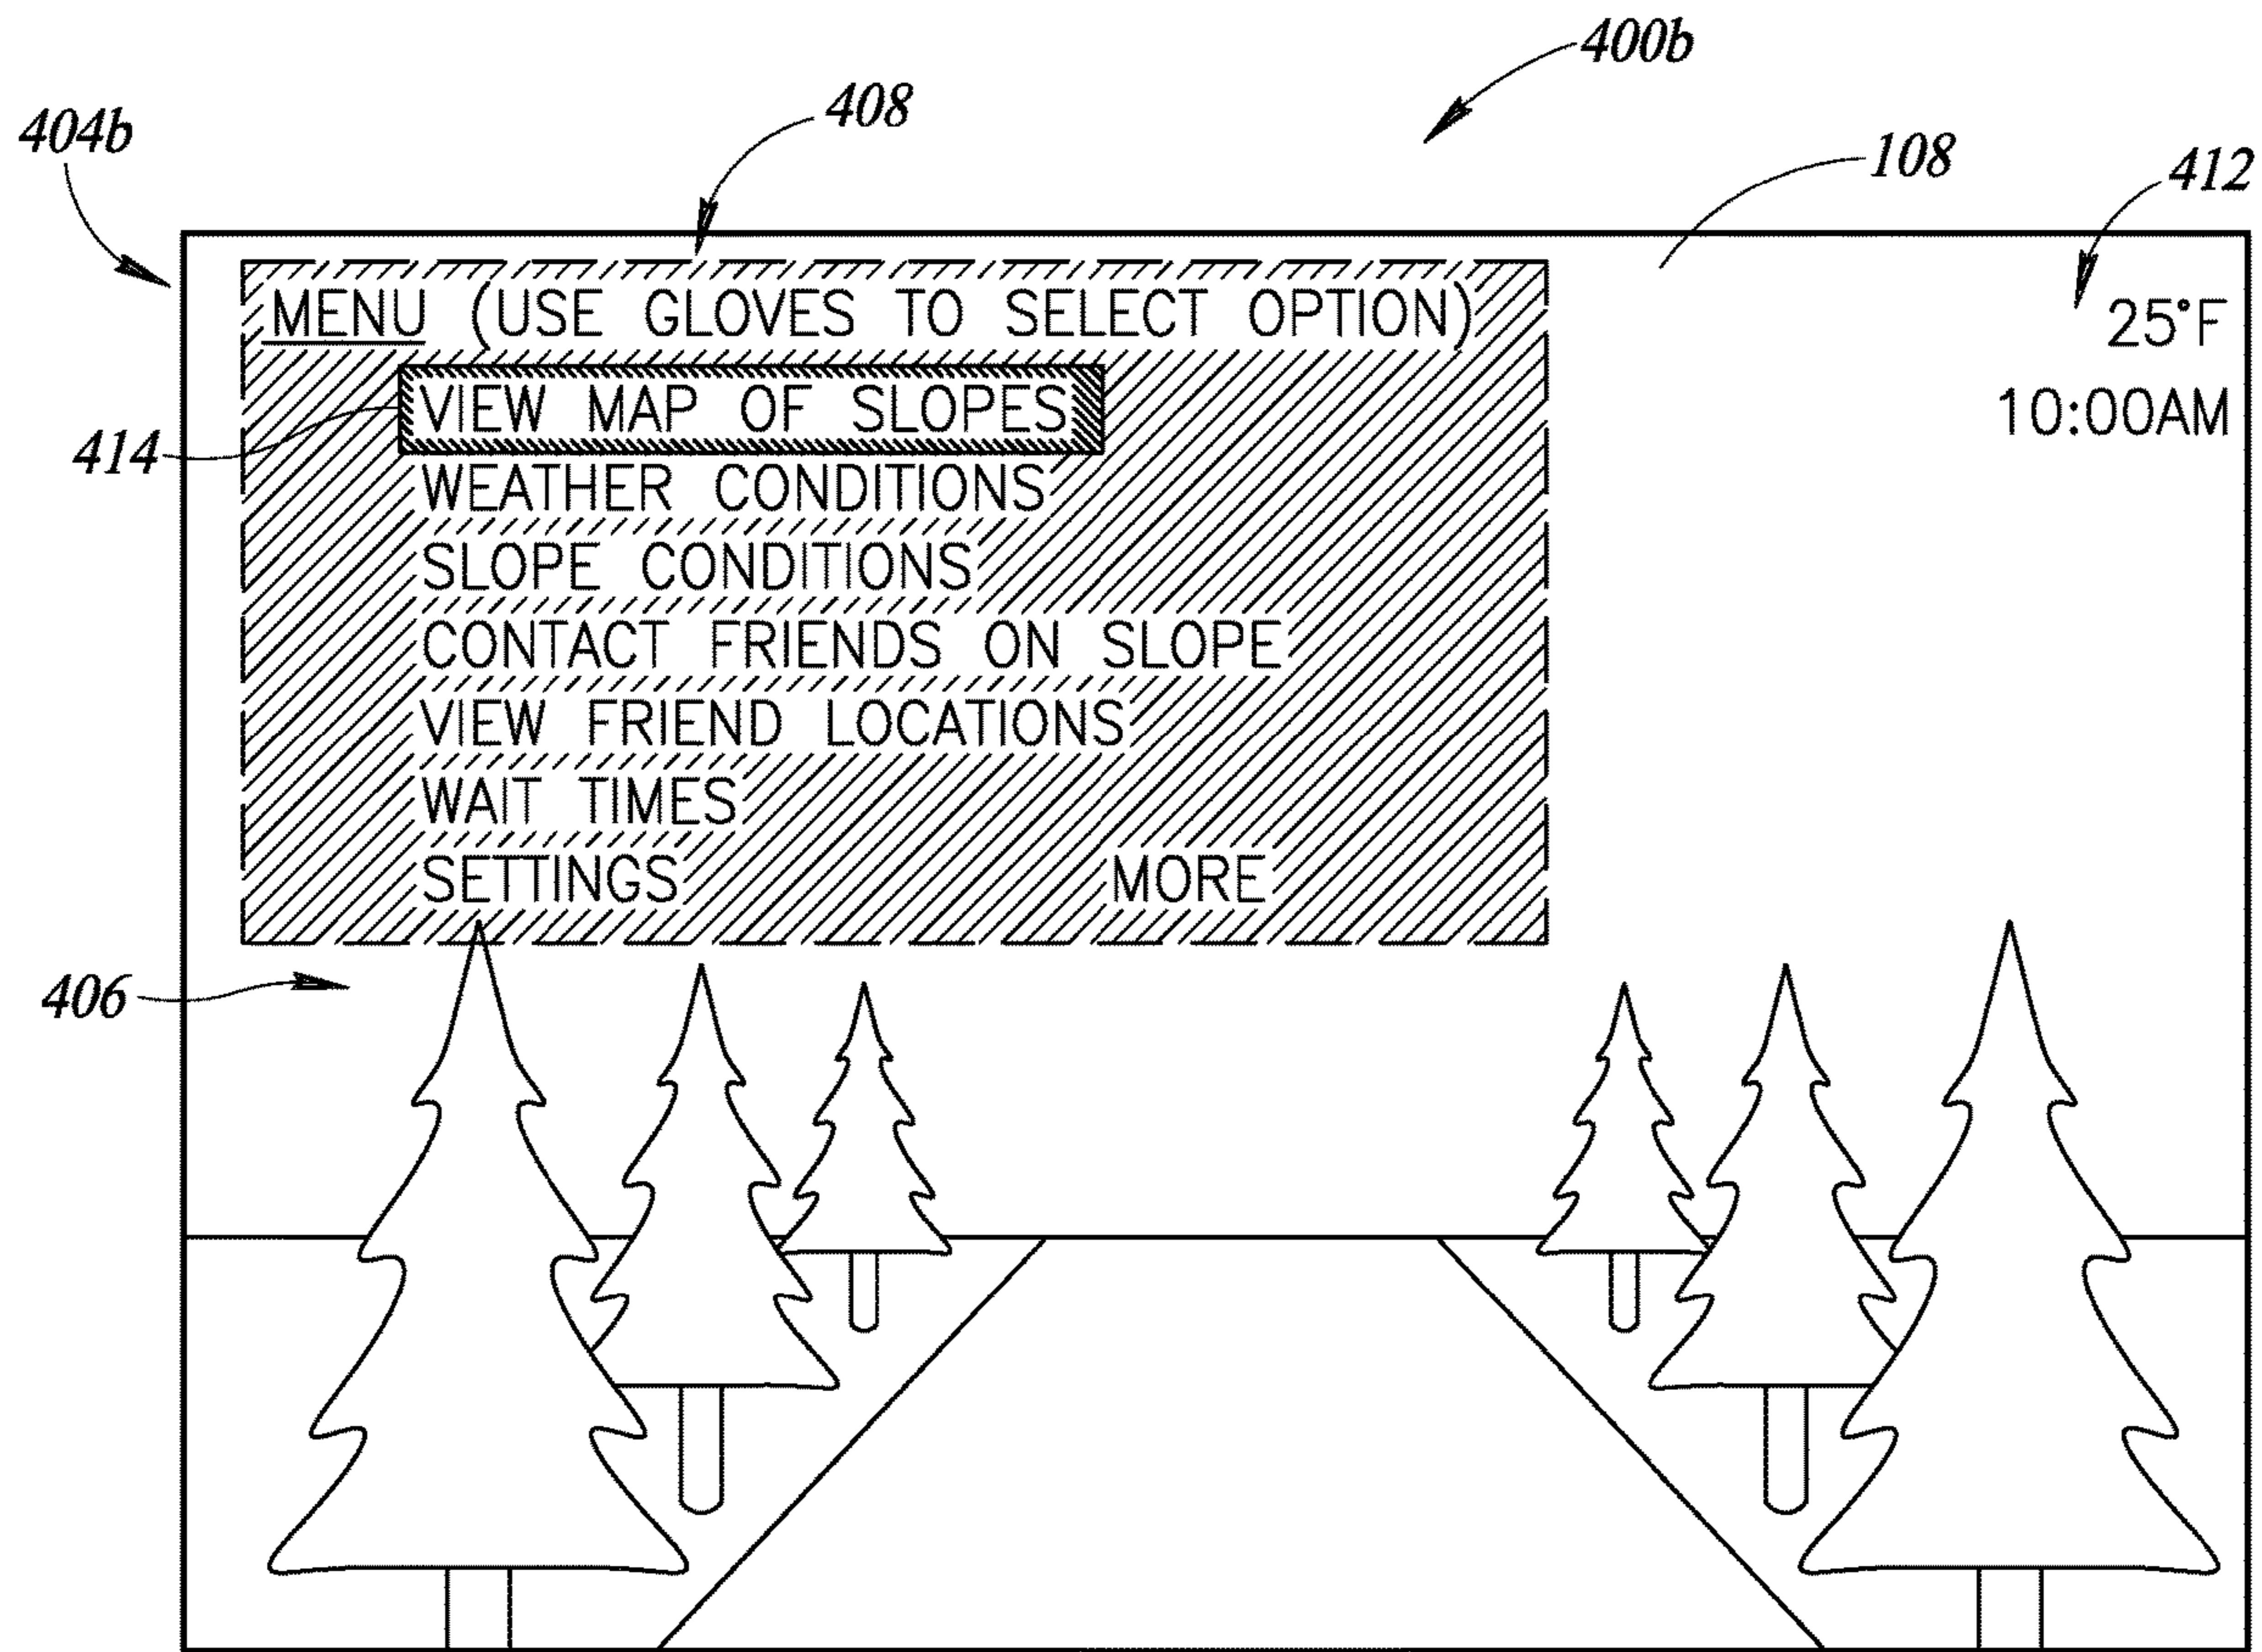 400b
408
404b
108
412
MENU (USE GLOVES TO SELECT OPTION)
25°F
VIEW MAP OF SLOPES
10:00AM
414
WEATHER CONDITIONS
SLOPE CONDITIONS
CONTACT FRIENDS ON SLOPE
VIEW FRIEND LOCATIONS
WAIT TIMES
SETTINGS MORE
406